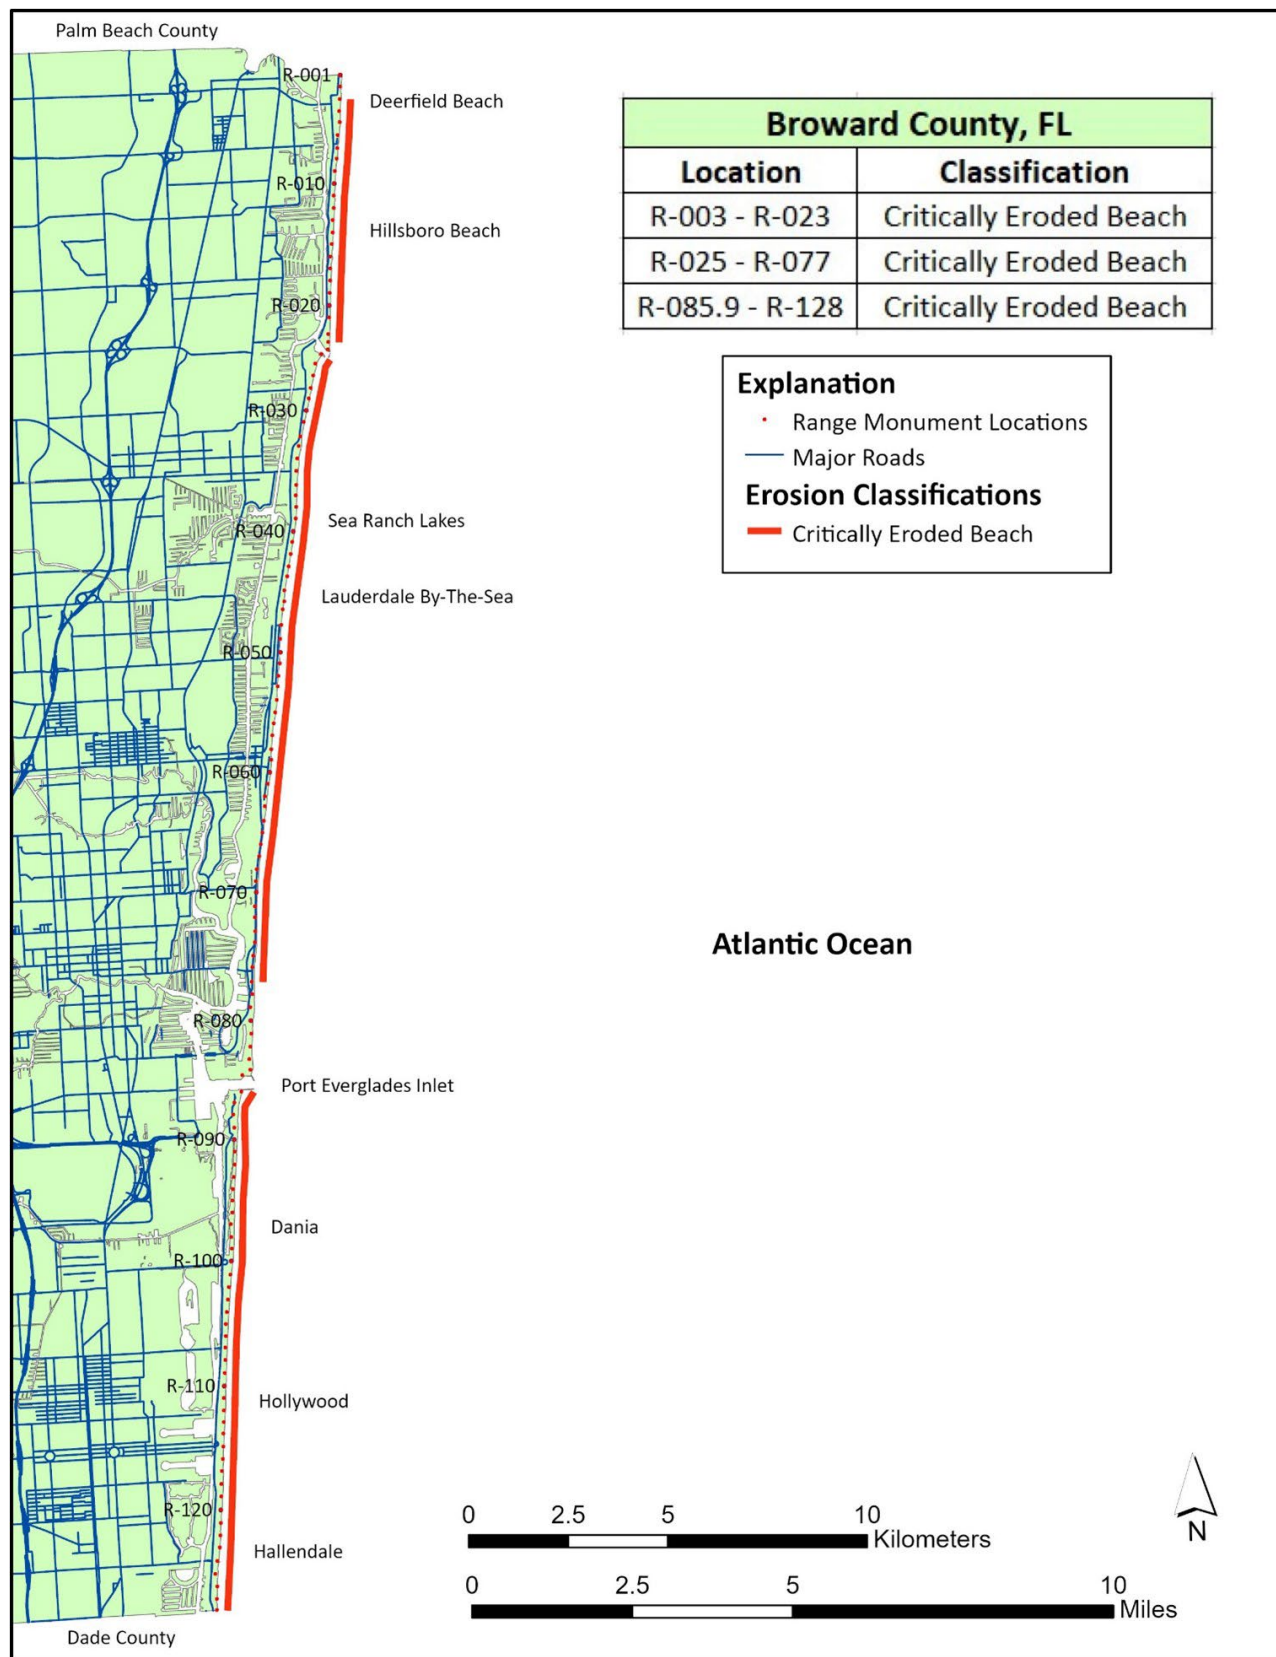 Palm Beach County
R-001
Deerfield Beach
R-010
Hillsboro Beach
R-020
R-030
Sea Ranch Lakes
R-040
Lauderdale By-The-Sea
R-050
R-060
R-070
R-080
Port Everglades Inlet
R-090
Dania
R-100
R-110
Hollywood
R-120
Hallendale
Dade County
Broward County, FL
Location Classification
R-003 - R-023 Critically Eroded Beach
R-025 - R-077 Critically Eroded Beach
R-085.9 - R-128 Critically Eroded Beach
Explanation
Range Monument Locations
Major Roads
Erosion Classifications
Critically Eroded Beach
Atlantic Ocean
0 2.5 5 10
Kilometers
0 2.5 5 10
Miles
N